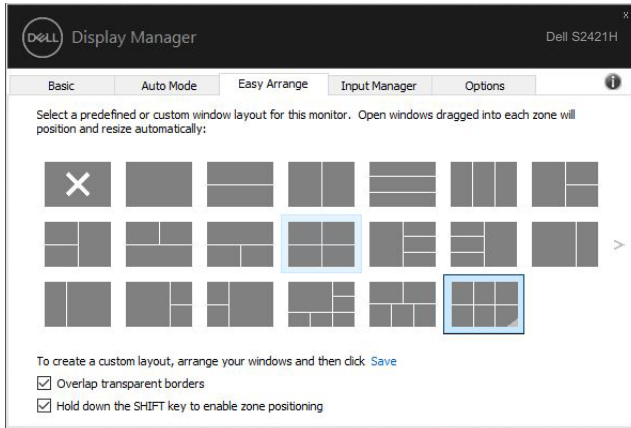 DELL Display Manager
x
Dell S2421H
Basic Auto Mode Easy Arrange Input Manager Options
Select a predefined or custom window layout for this monitor. Open windows dragged into each zone will
position and resize automatically:
To create a custom layout, arrange your windows and then click Save
Overlap transparent borders
Hold down the SHIFT key to enable zone positioning